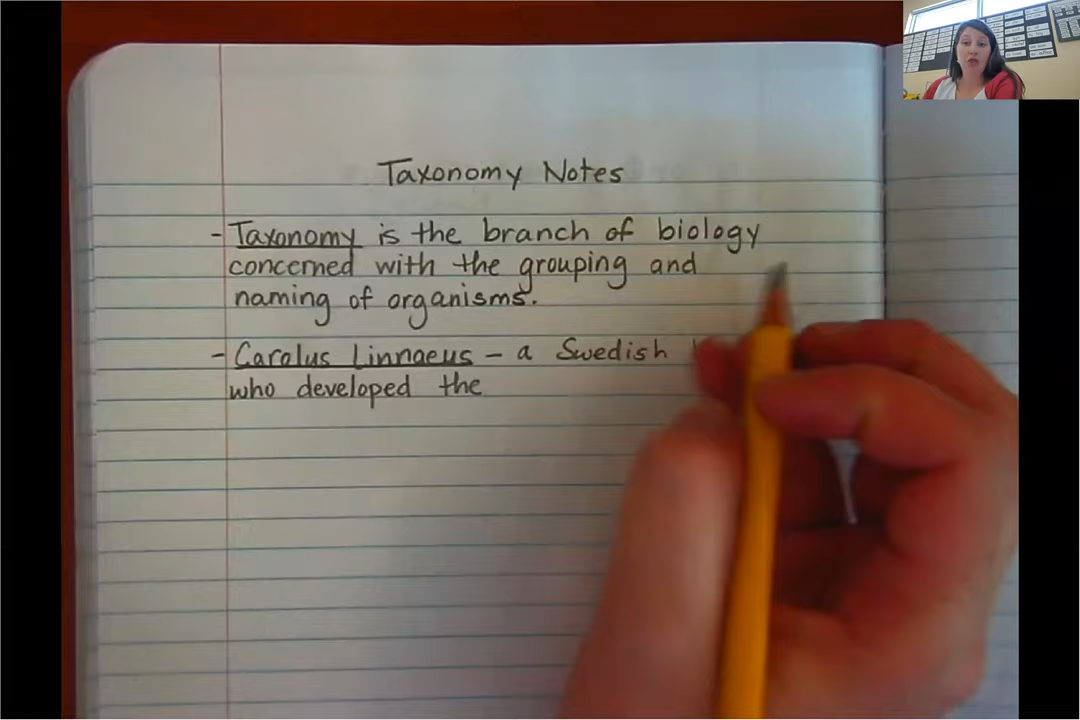 Taxonomy Notes
- Taxonomy is the branch of biology
concerned with the grouping and
naming of organisms.
- Carolus Linnaeus - a Swedish
who developed the